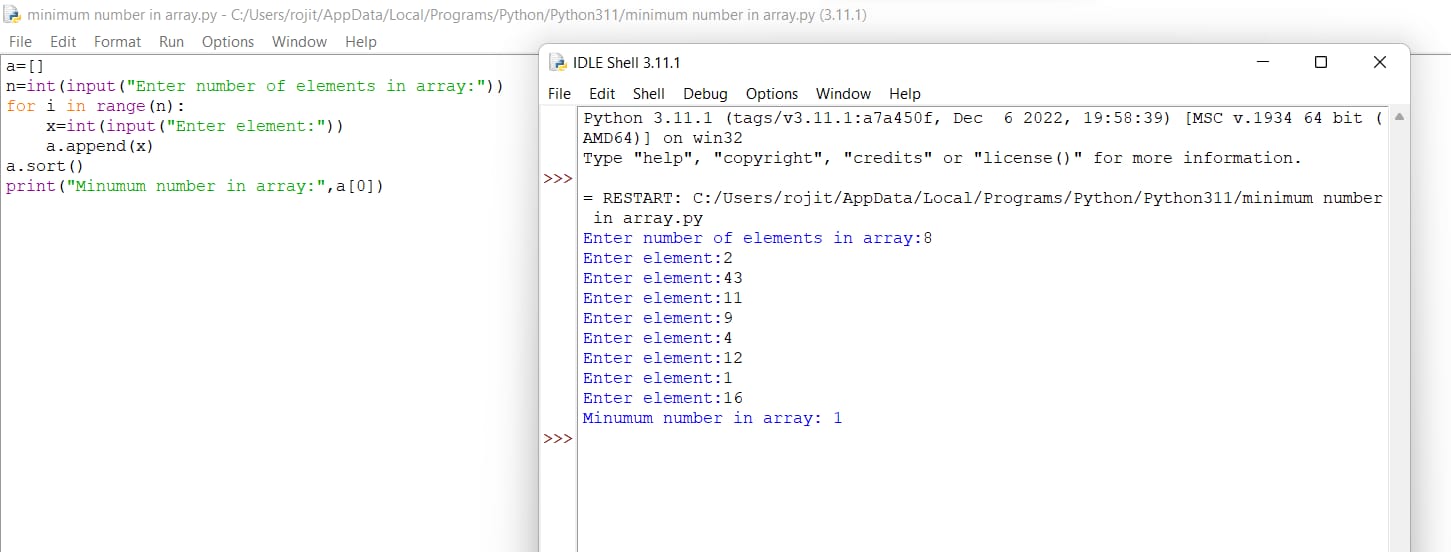 minimum number in array.py - C:/Users/rojit/AppData/Local/Programs/Python/Python311/minimum number in array.py (3.11.1)
File Edit Format Run Options Window Help
a=[]
n=int(input("Enter number of elements in array:"))
for i in range(n):
    x=int(input("Enter element:"))
    a.append(x)
a.sort()
print("Minumum number in array:",a[0])
IDLE Shell 3.11.1
File Edit Shell Debug Options Window Help
Python 3.11.1 (tags/v3.11.1:a7a450f, Dec  6 2022, 19:58:39) [MSC v.1934 64 bit (
AMD64)] on win32
Type "help", "copyright", "credits" or "license()" for more information.
>>>
= RESTART: C:/Users/rojit/AppData/Local/Programs/Python/Python311/minimum number
 in array.py
Enter number of elements in array:8
Enter element:2
Enter element:43
Enter element:11
Enter element:9
Enter element:4
Enter element:12
Enter element:1
Enter element:16
Minumum number in array: 1
>>>